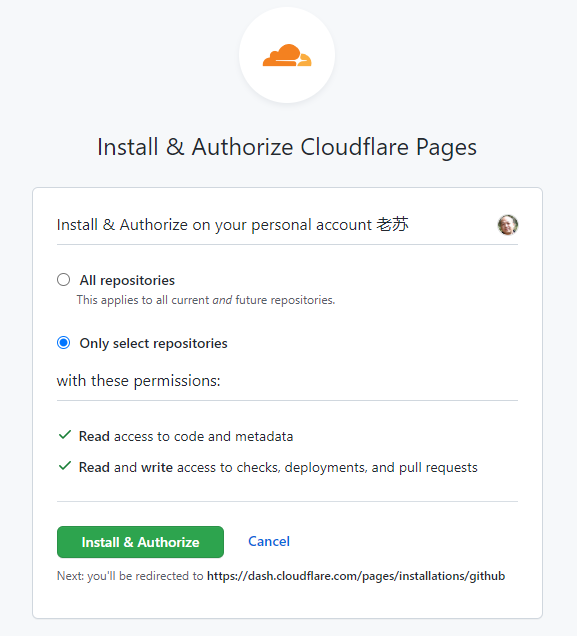 Install & Authorize Cloudflare Pages
Install & Authorize on your personal account 老苏
All repositories
This applies to all current and future repositories.
Only select repositories
with these permissions:
Read access to code and metadata
Read and write access to checks, deployments, and pull requests
Install & Authorize
Cancel
Next: you'll be redirected to https://dash.cloudflare.com/pages/installations/github